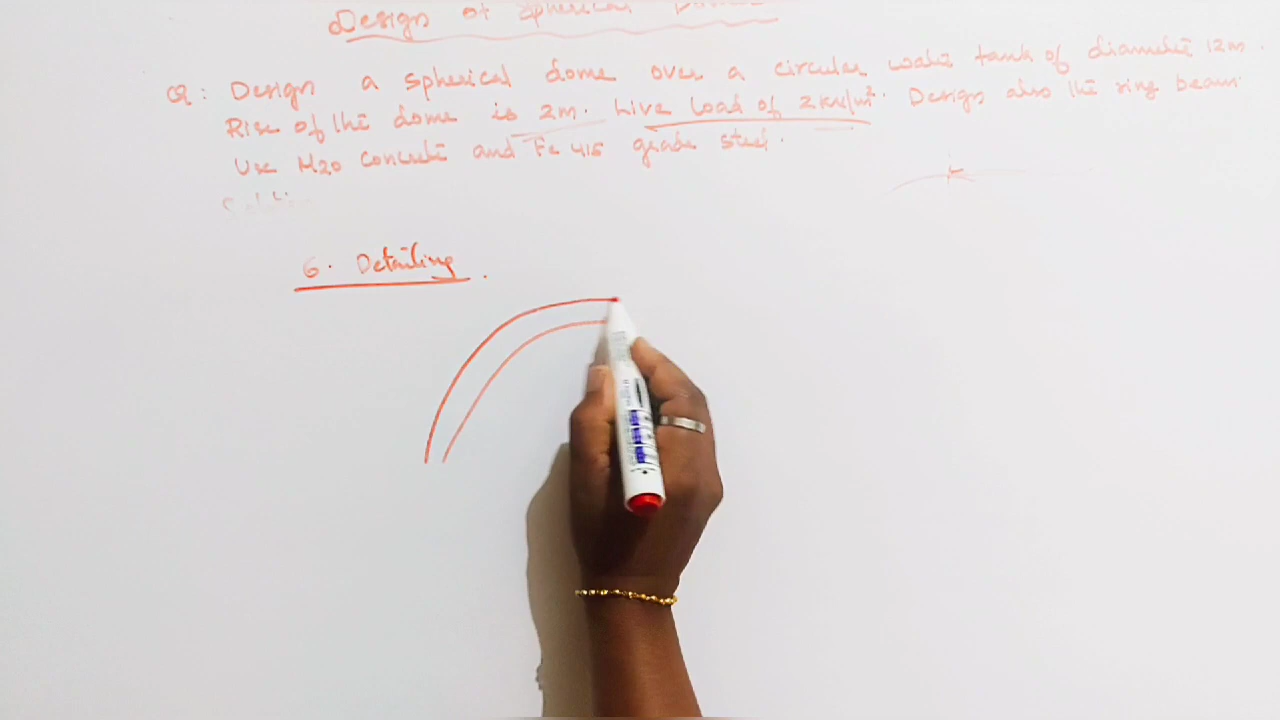 Design of Spherical
Q: Design a spherical dome over a circular water tank of diameter 12m.
Rise of the dome is 2m. Live Load of 2KN/m². Design also the ring beam.
Use M20 concrete and Fe 415 grade steel.
6. Detailing.